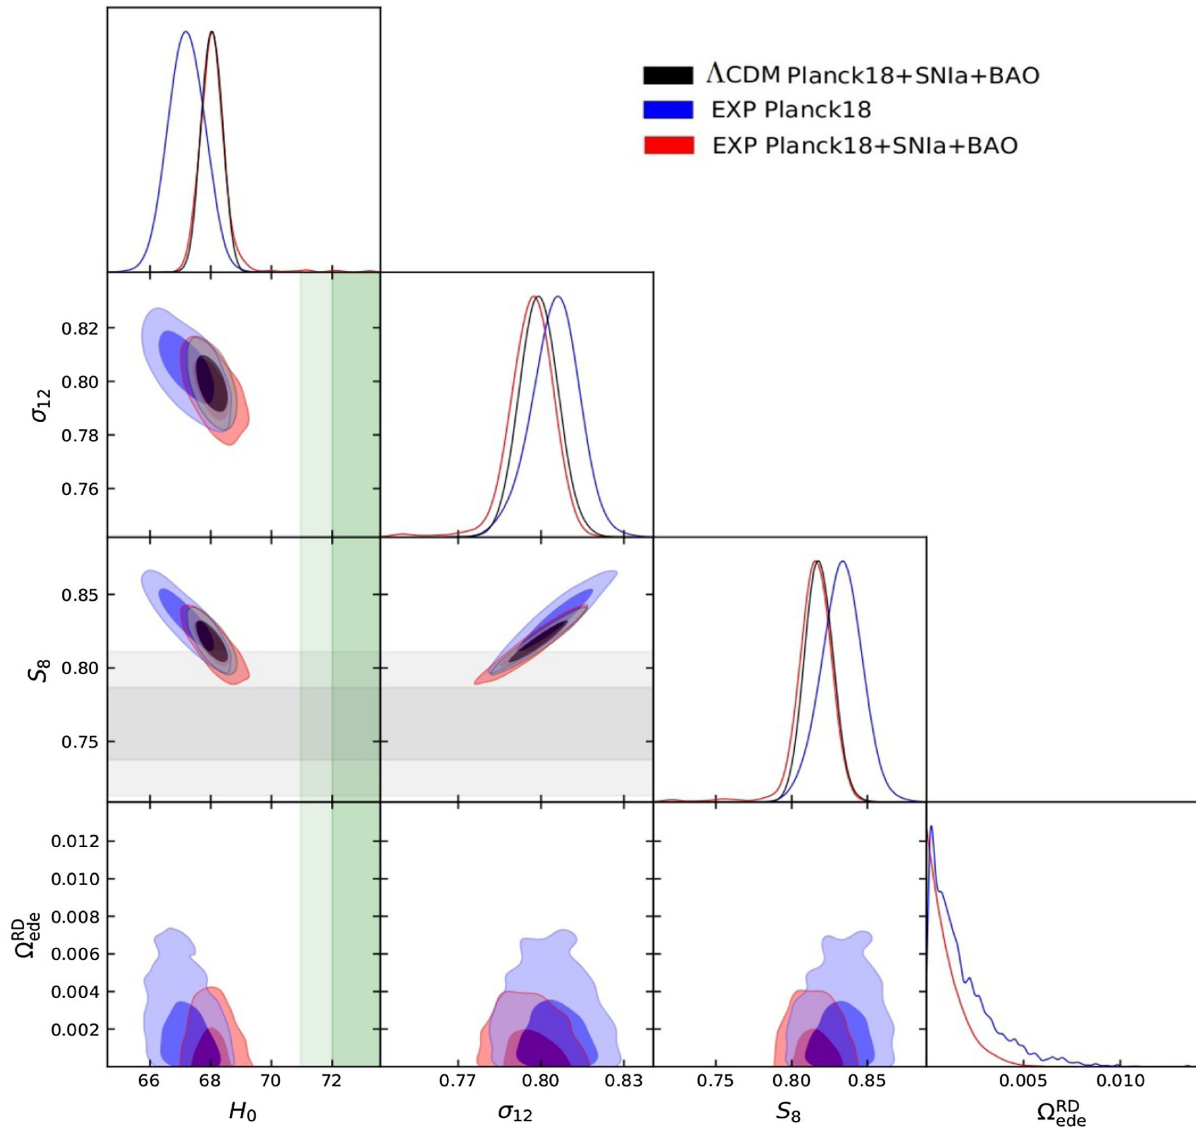 ΛCDM Planck18+SNIa+BAO
EXP Planck18
EXP Planck18+SNIa+BAO
0.82
0.80
0.78
0.76
σ12
0.85
0.80
0.75
S8
0.012
0.010
0.008
0.006
0.004
0.002
Ω^RD_ede
66 68 70 72
0.77 0.80 0.83
0.75 0.80 0.85
0.005 0.010
H0
σ12
S8
Ω^RD_ede